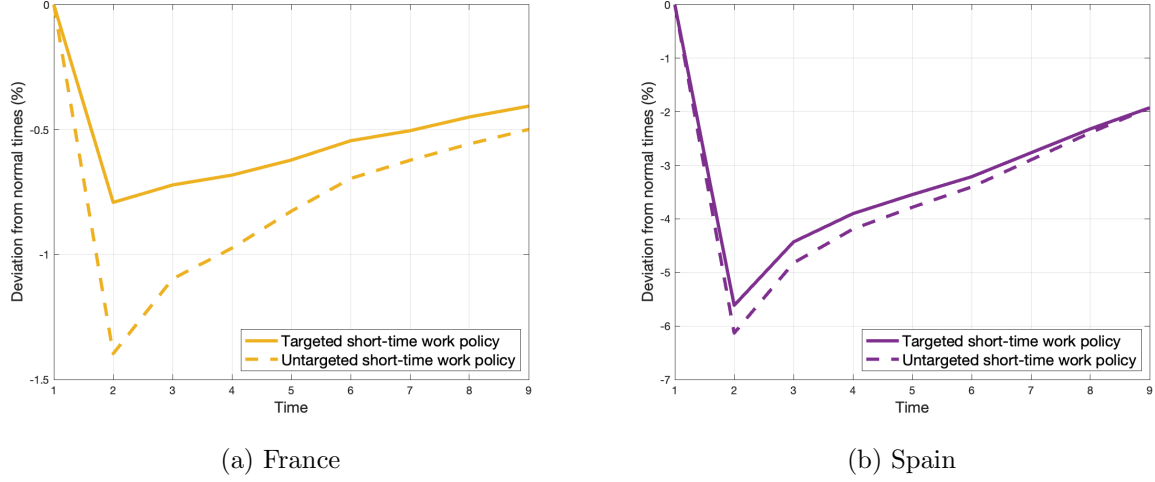 0
-0.5
-1
-1.5
Deviation from normal times (%)
1 2 3 4 5 6 7 8 9
Time
Targeted short-time work policy
Untargeted short-time work policy
(a) France
0
-1
-2
-3
-4
-5
-6
-7
Deviation from normal times (%)
1 2 3 4 5 6 7 8 9
Time
Targeted short-time work policy
Untargeted short-time work policy
(b) Spain